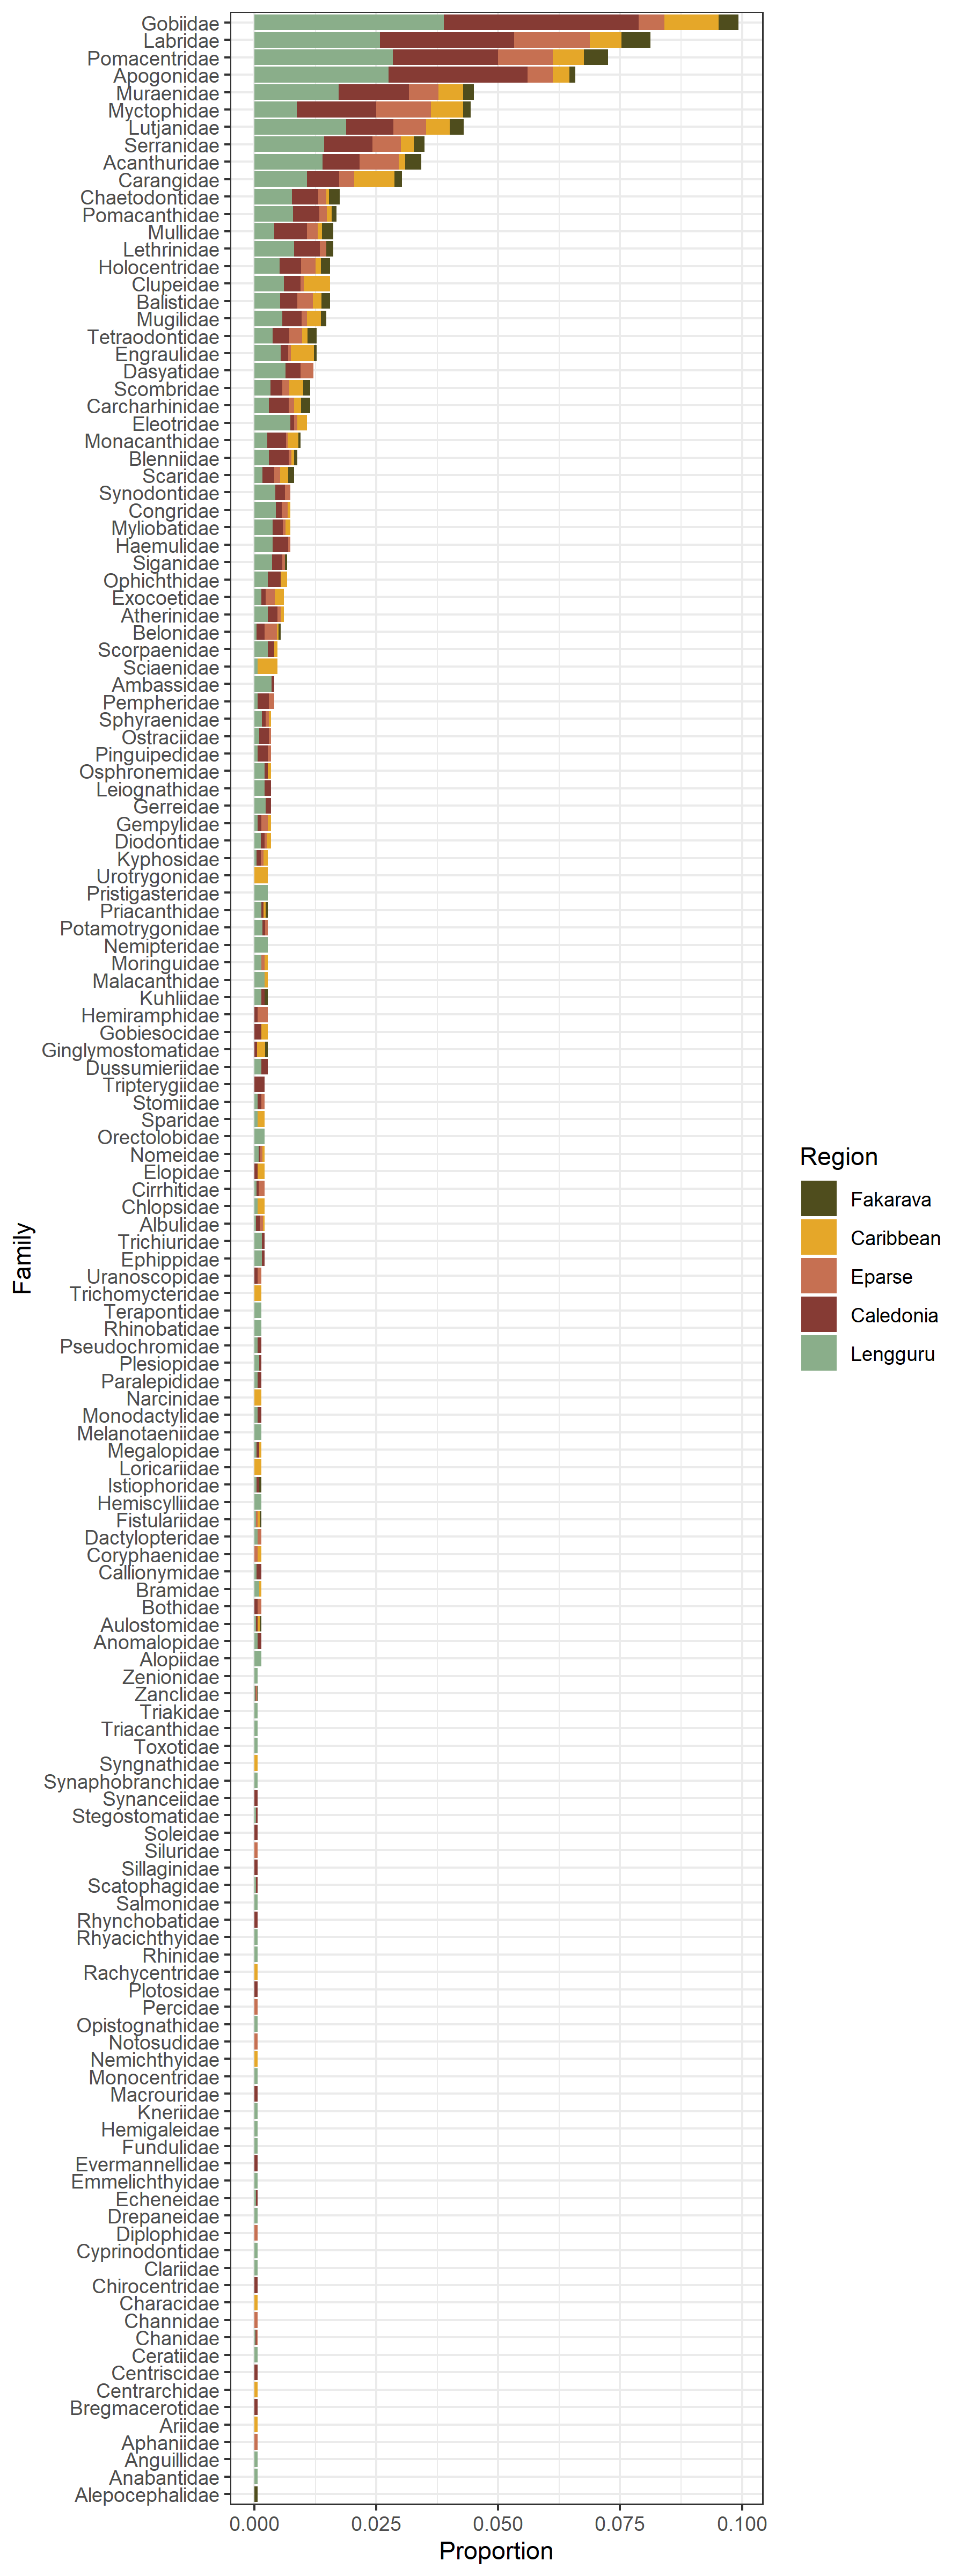 Gobiidae
Labridae
Pomacentridae
Apogonidae
Muraenidae
Myctophidae
Lutjanidae
Serranidae
Acanthuridae
Carangidae
Chaetodontidae
Pomacanthidae
Mullidae
Lethrinidae
Holocentridae
Clupeidae
Balistidae
Mugilidae
Tetraodontidae
Engraulidae
Dasyatidae
Scombridae
Carcharhinidae
Eleotridae
Monacanthidae
Blenniidae
Scaridae
Synodontidae
Congridae
Myliobatidae
Haemulidae
Siganidae
Ophichthidae
Exocoetidae
Atherinidae
Belonidae
Scorpaenidae
Sciaenidae
Ambassidae
Pempheridae
Sphyraenidae
Ostraciidae
Pinguipedidae
Osphronemidae
Leiognathidae
Gerreidae
Gempylidae
Diodontidae
Kyphosidae
Urotrygonidae
Pristigasteridae
Priacanthidae
Potamotrygonidae
Nemipteridae
Moringuidae
Malacanthidae
Kuhliidae
Hemiramphidae
Gobiesocidae
Ginglymostomatidae
Dussumieriidae
Tripterygiidae
Stomiidae
Sparidae
Orectolobidae
Nomeidae
Elopidae
Cirrhitidae
Chlopsidae
Albulidae
Trichiuridae
Ephippidae
Uranoscopidae
Trichomycteridae
Terapontidae
Rhinobatidae
Pseudochromidae
Plesiopidae
Paralepididae
Narcinidae
Monodactylidae
Melanotaeniidae
Megalopidae
Loricariidae
Istiophoridae
Hemiscylliidae
Fistulariidae
Dactylopteridae
Coryphaenidae
Callionymidae
Bramidae
Bothidae
Aulostomidae
Anomalopidae
Alopiidae
Zenionidae
Zanclidae
Triakidae
Triacanthidae
Toxotidae
Syngnathidae
Synaphobranchidae
Synanceiidae
Stegostomatidae
Soleidae
Siluridae
Sillaginidae
Scatophagidae
Salmonidae
Rhynchobatidae
Rhyacichthyidae
Rhinidae
Rachycentridae
Plotosidae
Percidae
Opistognathidae
Notosudidae
Nemichthyidae
Monocentridae
Macrouridae
Kneriidae
Hemigaleidae
Fundulidae
Evermannellidae
Emmelichthyidae
Echeneidae
Drepaneidae
Diplophidae
Cyprinodontidae
Clariidae
Chirocentridae
Characidae
Channidae
Chanidae
Ceratiidae
Centriscidae
Centrarchidae
Bregmacerotidae
Ariidae
Aphaniidae
Anguillidae
Anabantidae
Alepocephalidae
0.000 0.025 0.050 0.075 0.100
Proportion
Family
Region
Fakarava
Caribbean
Eparse
Caledonia
Lengguru